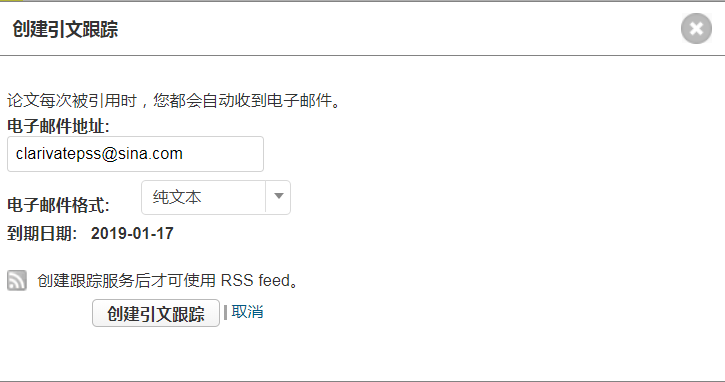 创建引文跟踪
论文每次被引用时，您都会自动收到电子邮件。
电子邮件地址:
clarivatepss@sina.com
电子邮件格式: 纯文本
到期日期: 2019-01-17
创建跟踪服务后才可使用 RSS feed。
创建引文跟踪 | 取消